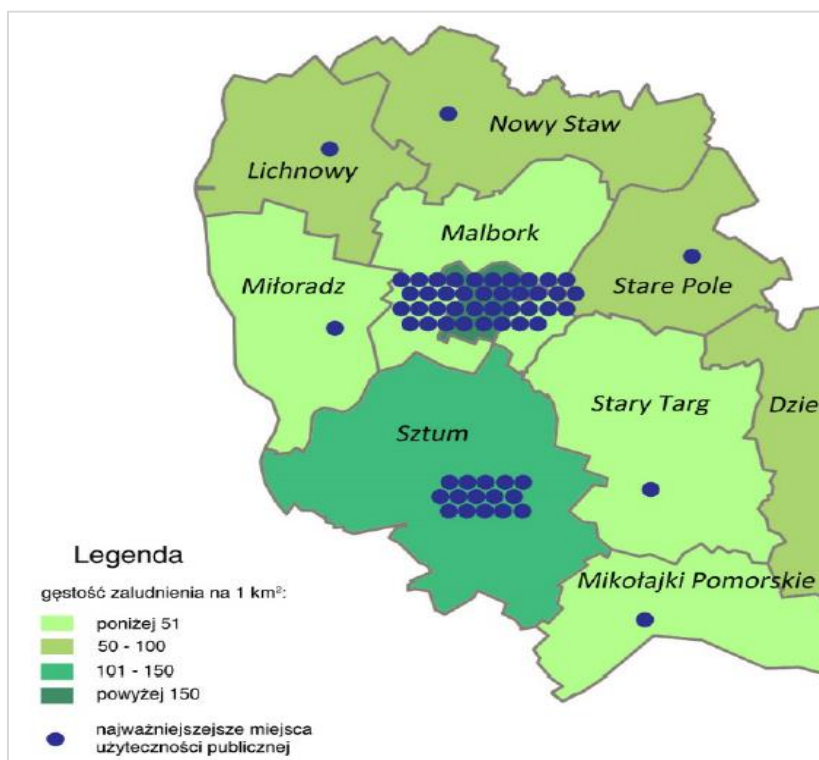 Nowy Staw
Lichnowy
Malbork
Miłoradz
Stare Pole
Stary Targ
Dzie
Sztum
Mikołajki Pomorskie
Legenda
gęstość zaludnienia na 1 km²:
poniżej 51
50 - 100
101 - 150
powyżej 150
najważniejszejsze miejsca
użyteczności publicznej